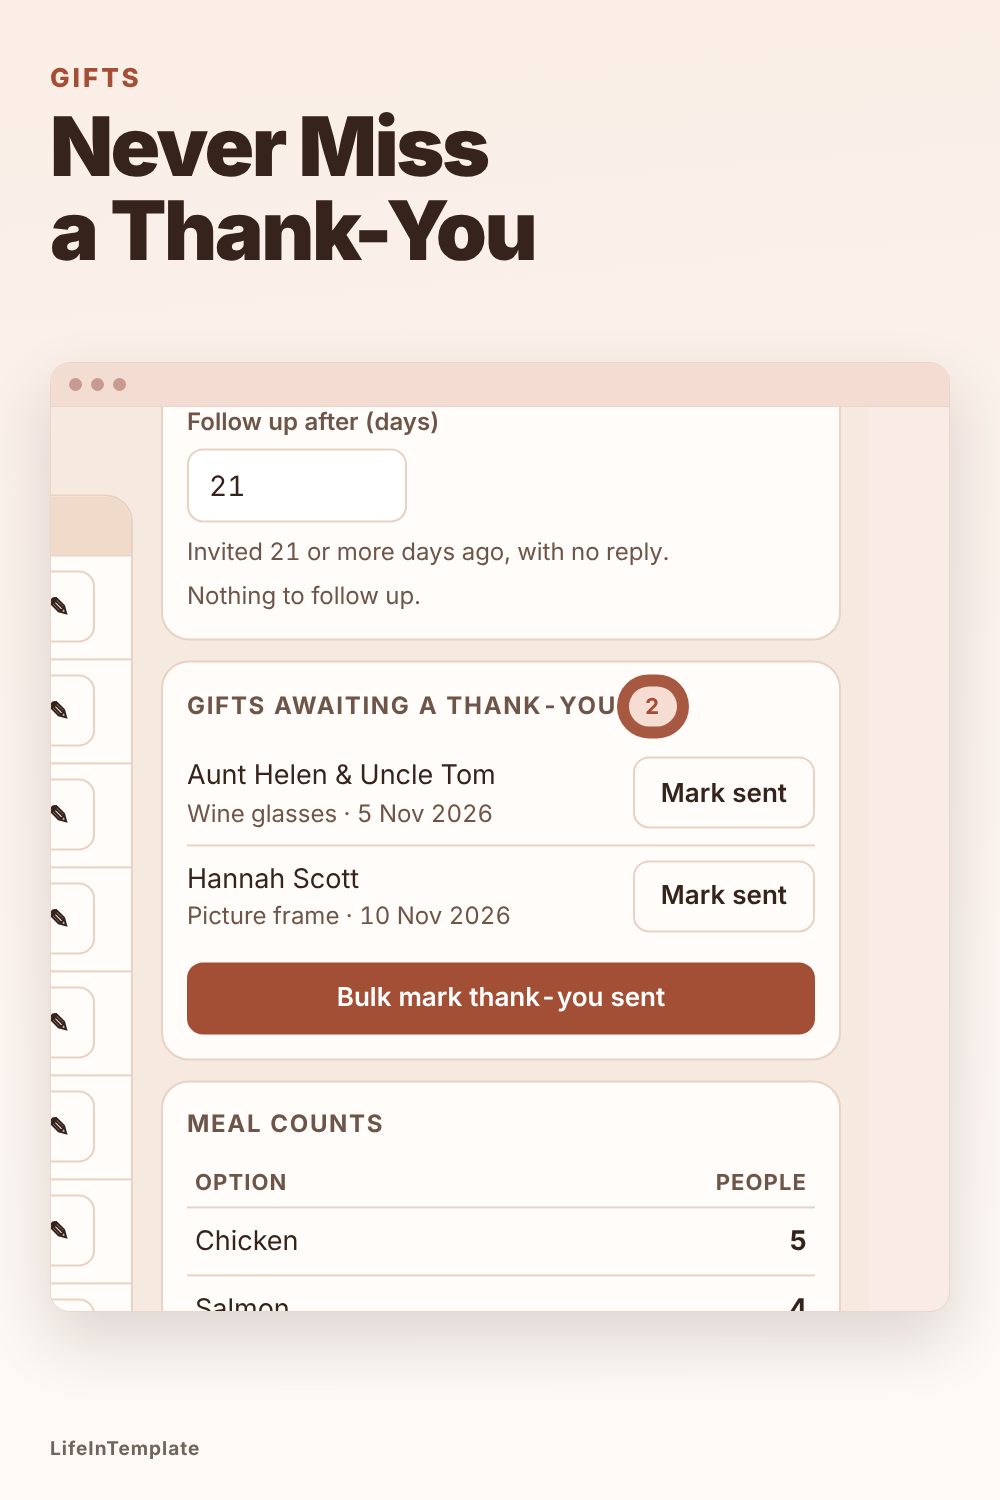 GIFTS
Never Miss
a Thank-You
Follow up after (days)
21
Invited 21 or more days ago, with no reply.
Nothing to follow up.
GIFTS AWAITING A THANK-YOU 2
Aunt Helen & Uncle Tom
Wine glasses · 5 Nov 2026
Mark sent
Hannah Scott
Picture frame · 10 Nov 2026
Mark sent
Bulk mark thank-you sent
MEAL COUNTS
OPTION PEOPLE
Chicken 5
Salmon 4
LifeInTemplate